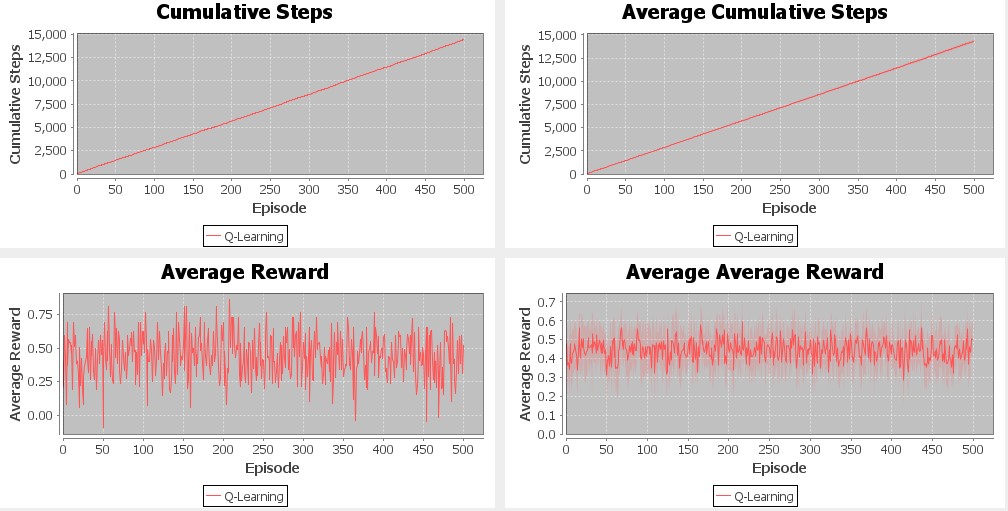 Cumulative Steps
Cumulative Steps
15,000
12,500
10,000
7,500
5,000
2,500
0
0 50 100 150 200 250 300 350 400 450 500
Episode
Q-Learning
Average Cumulative Steps
Cumulative Steps
15,000
12,500
10,000
7,500
5,000
2,500
0
0 50 100 150 200 250 300 350 400 450 500
Episode
Q-Learning
Average Reward
Average Reward
0.75
0.50
0.25
0.00
0 50 100 150 200 250 300 350 400 450 500
Episode
Q-Learning
Average Average Reward
Average Reward
0.7
0.6
0.5
0.4
0.3
0.2
0.1
0.0
0 50 100 150 200 250 300 350 400 450 500
Episode
Q-Learning